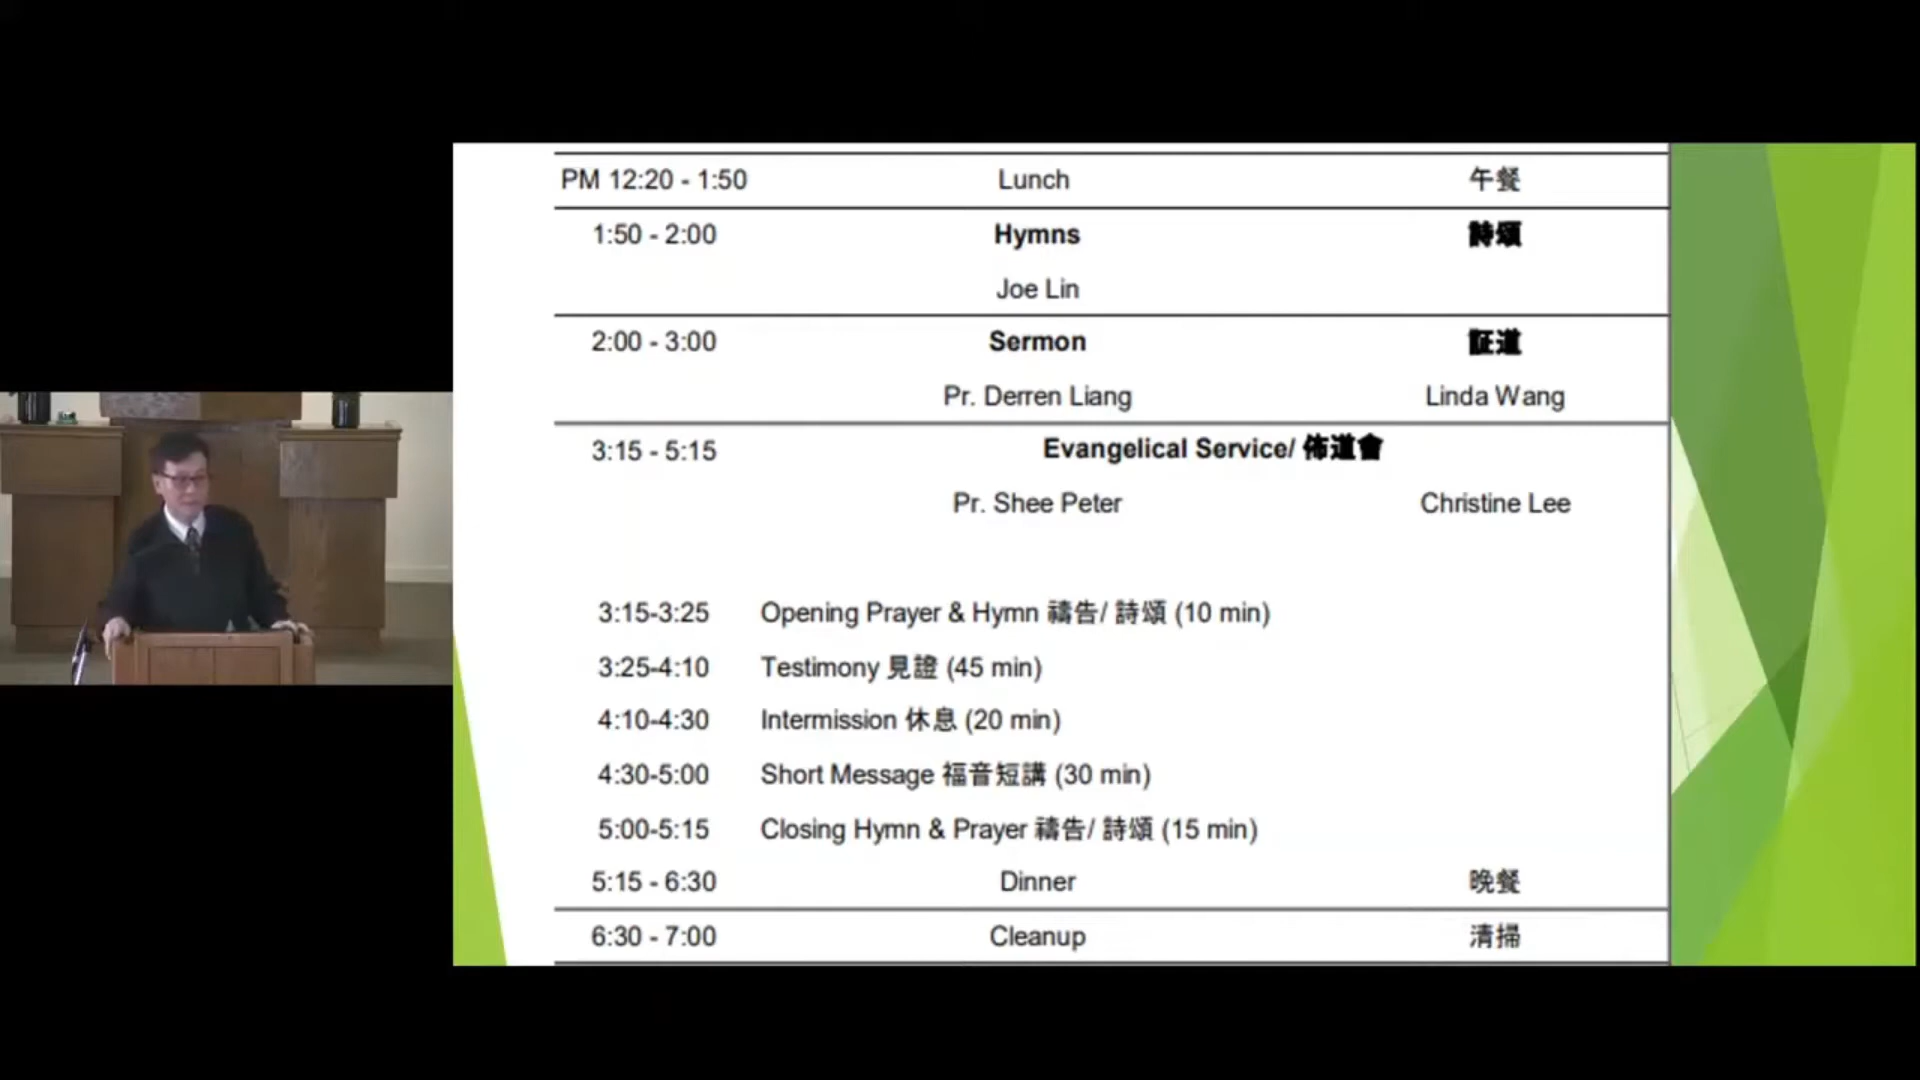 PM 12:20 - 1:50 Lunch 午餐
1:50 - 2:00 Hymns 詩頌
Joe Lin
2:00 - 3:00 Sermon 証道
Pr. Derren Liang Linda Wang
3:15 - 5:15 Evangelical Service/ 佈道會
Pr. Shee Peter Christine Lee
3:15-3:25 Opening Prayer & Hymn 禱告/ 詩頌 (10 min)
3:25-4:10 Testimony 見證 (45 min)
4:10-4:30 Intermission 休息 (20 min)
4:30-5:00 Short Message 福音短講 (30 min)
5:00-5:15 Closing Hymn & Prayer 禱告/ 詩頌 (15 min)
5:15 - 6:30 Dinner 晚餐
6:30 - 7:00 Cleanup 清掃